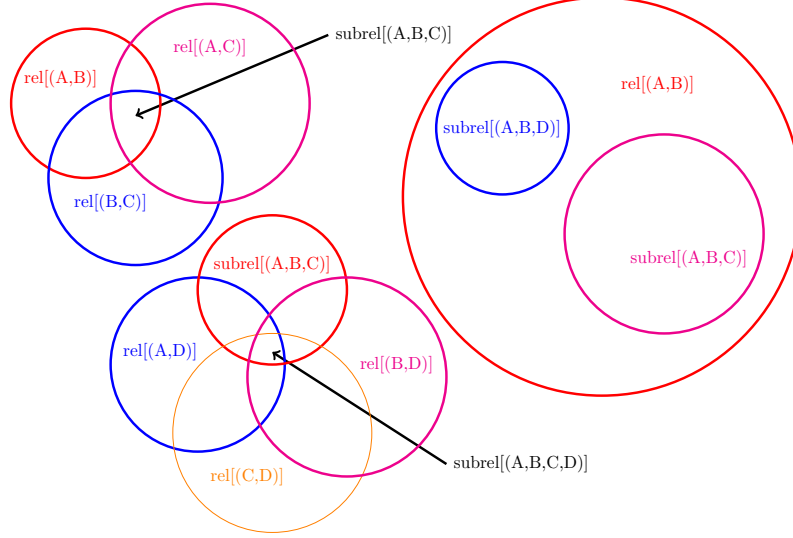 subrel[(A,B,C)]
rel[(A,C)]
rel[(A,B)]
rel[(B,C)]
rel[(A,B)]
subrel[(A,B,D)]
subrel[(A,B,C)]
subrel[(A,B,C)]
rel[(A,D)]
rel[(B,D)]
rel[(C,D)]
subrel[(A,B,C,D)]